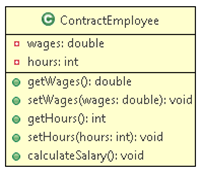 C ContractEmployee
wages: double
hours: int
getWages(): double
setWages(wages: double): void
getHours(): int
setHours(hours: int): void
calculateSalary(): void